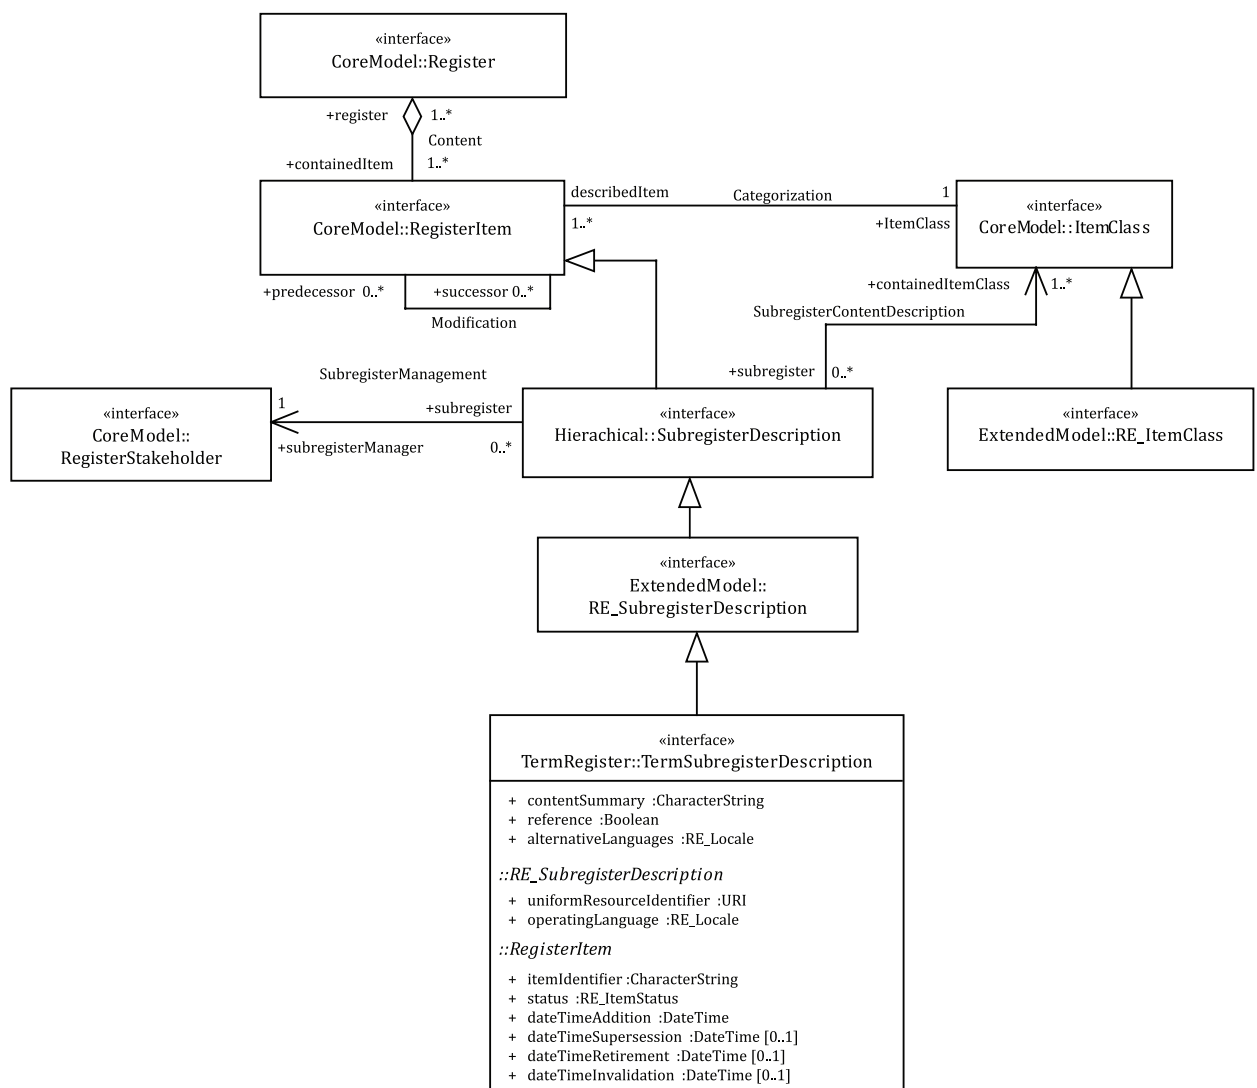 «interface»
CoreModel::Register
+register 1..*
Content
+containedItem 1..*
«interface»
CoreModel::RegisterItem
describedItem
1..*
Categorization
1
+ItemClass
«interface»
CoreModel::ItemClass
+predecessor 0..*
+successor 0..*
Modification
+containedItemClass
1..*
SubregisterContentDescription
+subregister 0..*
SubregisterManagement
«interface»
CoreModel::
RegisterStakeholder
1
+subregisterManager
+subregister
0..*
«interface»
Hierachical::SubregisterDescription
«interface»
ExtendedModel::RE_ItemClass
«interface»
ExtendedModel::
RE_SubregisterDescription
«interface»
TermRegister::TermSubregisterDescription
+ contentSummary :CharacterString
+ reference :Boolean
+ alternativeLanguages :RE_Locale
::RE_SubregisterDescription
+ uniformResourceIdentifier :URI
+ operatingLanguage :RE_Locale
::RegisterItem
+ itemIdentifier :CharacterString
+ status :RE_ItemStatus
+ dateTimeAddition :DateTime
+ dateTimeSupersession :DateTime [0..1]
+ dateTimeRetirement :DateTime [0..1]
+ dateTimeInvalidation :DateTime [0..1]